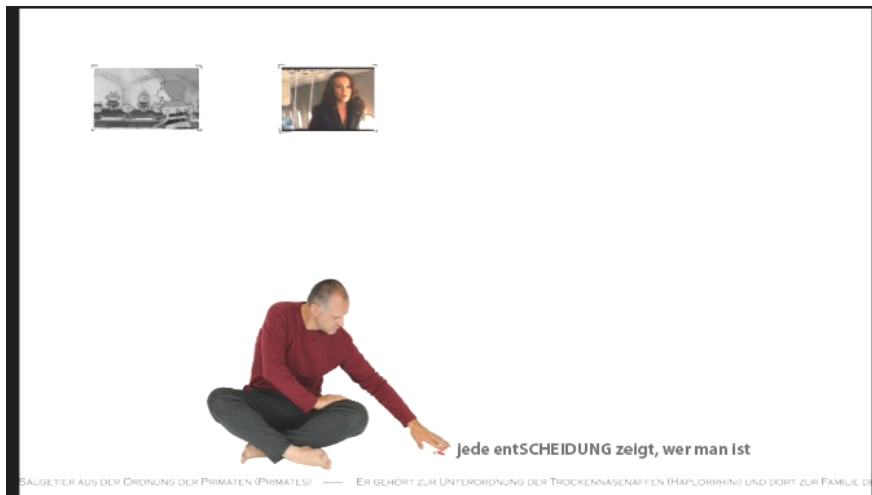 jede entSCHEIDUNG zeigt, wer man ist
SÄUGETIER AUS DER ORDNUNG DER PRIMATEN (PRIMATES) —— ER GEHÖRT ZUR UNTERORDNUNG DER TROCKENNASENAFFEN (HAPLORRHINI) UND DORT ZUR FAMILIE